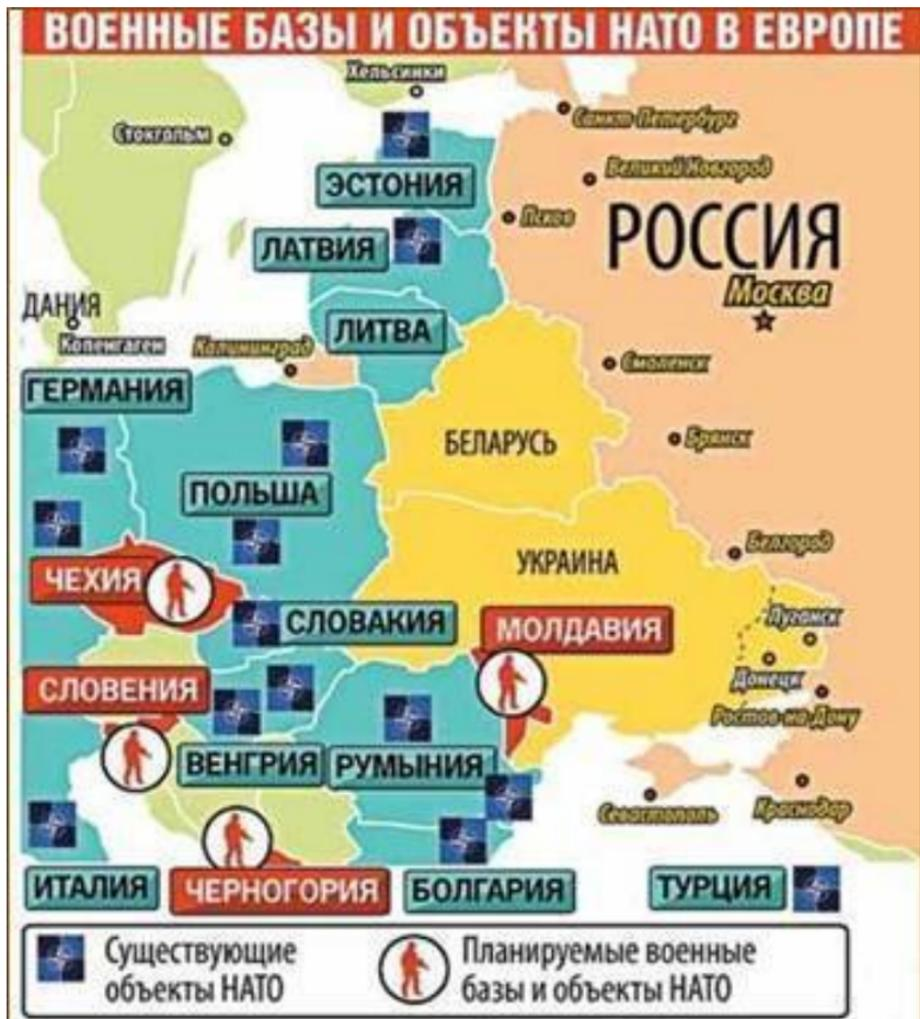 ВОЕННЫЕ БАЗЫ И ОБЪЕКТЫ НАТО В ЕВРОПЕ
Хельсинки
Санкт-Петербург
Стокгольм
Великий Новгород
ЭСТОНИЯ
Псков
РОССИЯ
ЛАТВИЯ
Москва
ДАНИЯ
ЛИТВА
Копенгаген
Калининград
Смоленск
ГЕРМАНИЯ
БЕЛАРУСЬ
Брянск
ПОЛЬША
Белгород
УКРАИНА
ЧЕХИЯ
СЛОВАКИЯ
МОЛДАВИЯ
Луганск
СЛОВЕНИЯ
Донецк
Ростов-на-Дону
ВЕНГРИЯ
РУМЫНИЯ
Севастополь
Краснодар
ИТАЛИЯ
ЧЕРНОГОРИЯ
БОЛГАРИЯ
ТУРЦИЯ
Существующие
объекты НАТО
Планируемые военные
базы и объекты НАТО